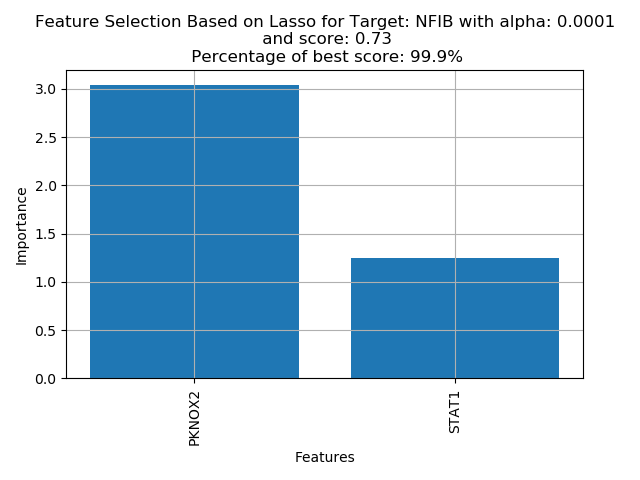 Feature Selection Based on Lasso for Target: NFIB with alpha: 0.0001
and score: 0.73
Percentage of best score: 99.9%
3.0
2.5
2.0
1.5
1.0
0.5
0.0
Importance
PKNOX2
STAT1
Features